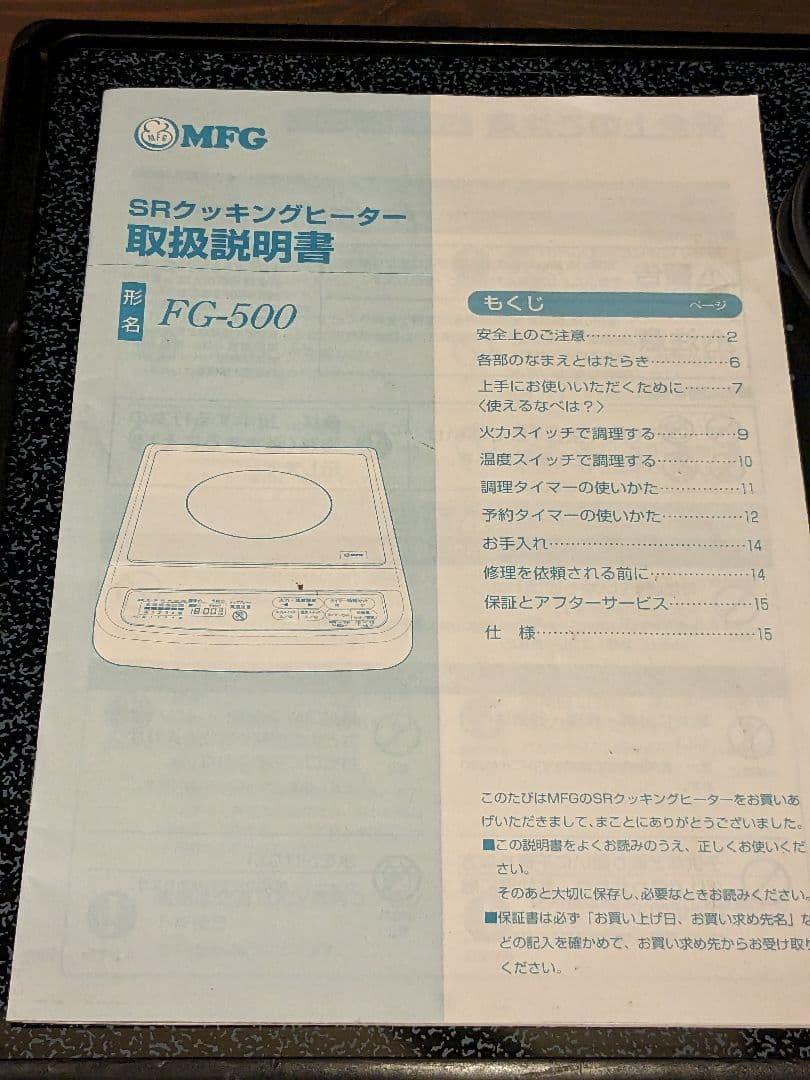 MFG
SRクッキングヒーター
取扱説明書
形名 FG-500
もくじ ページ
安全上のご注意……………………2
各部のなまえとはたらき…………6
上手にお使いいただくために………7
〈使えるなべは？〉
火力スイッチで調理する…………9
温度スイッチで調理する…………10
調理タイマーの使いかた…………11
予約タイマーの使いかた…………12
お手入れ……………………………14
修理を依頼される前に……………14
保証とアフターサービス…………15
仕　様………………………………15
MFG
18:00
このたびはMFGのSRクッキングヒーターをお買いあ
げいただきまして、まことにありがとうございました。
■この説明書をよくお読みのうえ、正しくお使いくだ
さい。
そのあと大切に保存し、必要なときお読みください。
■保証書は必ず「お買い上げ日、お買い求め先名」な
どの記入を確かめて、お買い求め先からお受け取り
ください。